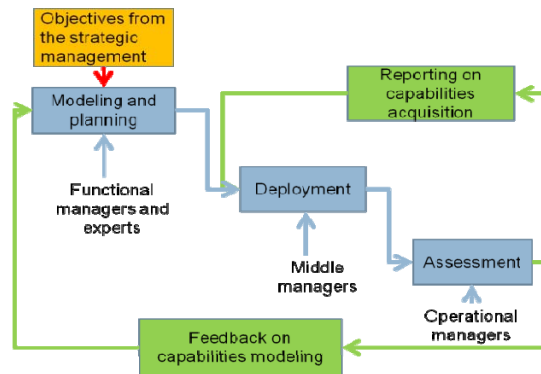 Objectives from
the strategic
management
Modeling and
planning
Reporting on
capabilities
acquisition
Functional
managers and
experts
Deployment
Middle
managers
Assessment
Operational
managers
Feedback on
capabilities modeling